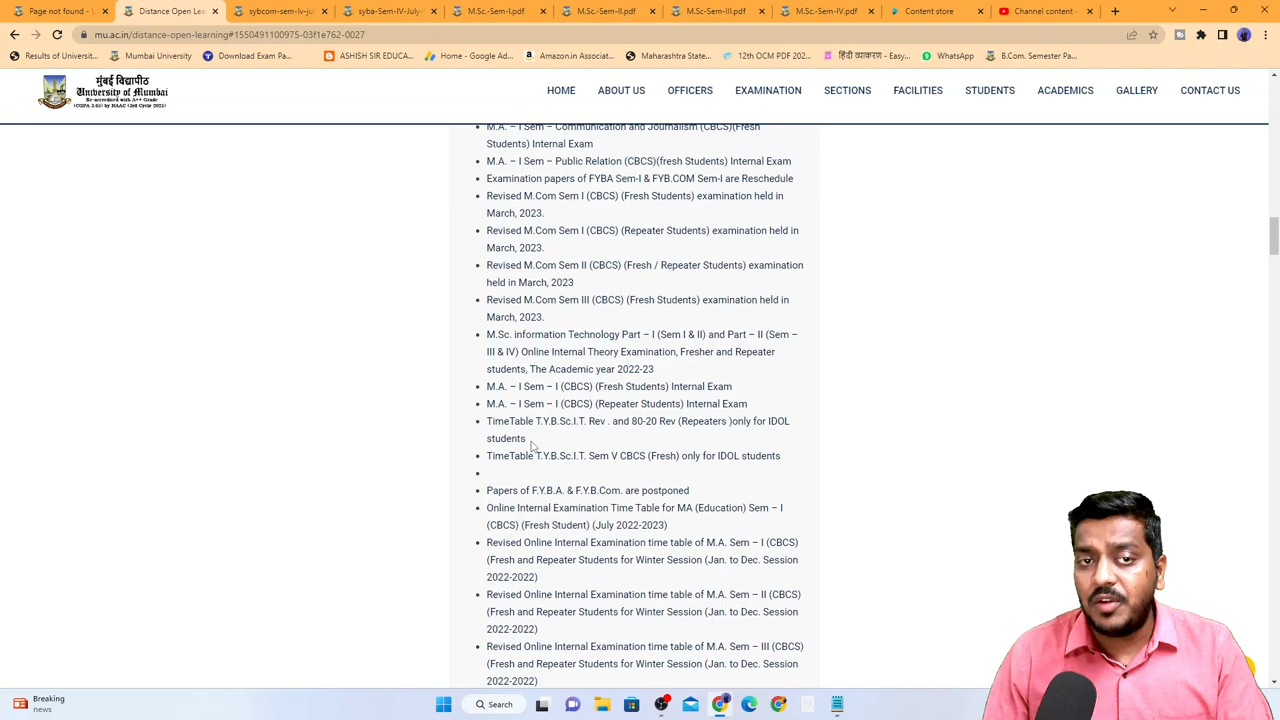 Page not found - U
Distance Open Lea
sybcom-sem-iv-jul
syba-Sem-IV-July-
M.Sc.-Sem-I.pdf
M.Sc.-Sem-II.pdf
M.Sc.-Sem-III.pdf
Content store
Channel content -
mu.ac.in/distance-open-learning#1550491100975-03f1e762-0027
Results of Universit...
Mumbai University
Download Exam Pa...
ASHISH SIR EDUCA...
Home - Google Ad...
Amazon.in Associat...
Maharashtra State...
12th OCM PDF 202...
हिंदी व्याकरण - Easy...
WhatsApp
B.Com. Semester Pa...
मुंबई विद्यापीठ
University of Mumbai
Re-accredited with A++ Grade
(CGPA 3.65) by NAAC (3rd Cycle 2021)
HOME ABOUT US OFFICERS EXAMINATION SECTIONS FACILITIES STUDENTS ACADEMICS GALLERY CONTACT US
M.A. – I Sem – Communication and Journalism (CBCS)(Fresh
Students) Internal Exam
M.A. – I Sem – Public Relation (CBCS)(fresh Students) Internal Exam
Examination papers of FYBA Sem-I & FYB.COM Sem-I are Reschedule
Revised M.Com Sem I (CBCS) (Fresh Students) examination held in
March, 2023.
Revised M.Com Sem I (CBCS) (Repeater Students) examination held in
March, 2023.
Revised M.Com Sem II (CBCS) (Fresh / Repeater Students) examination
held in March, 2023
Revised M.Com Sem III (CBCS) (Fresh Students) examination held in
March, 2023.
M.Sc. information Technology Part – I (Sem I & II) and Part – II (Sem –
III & IV) Online Internal Theory Examination, Fresher and Repeater
students, The Academic year 2022-23
M.A. – I Sem – I (CBCS) (Fresh Students) Internal Exam
M.A. – I Sem – I (CBCS) (Repeater Students) Internal Exam
TimeTable T.Y.B.Sc.I.T. Rev . and 80-20 Rev (Repeaters )only for IDOL
students
TimeTable T.Y.B.Sc.I.T. Sem V CBCS (Fresh) only for IDOL students
Papers of F.Y.B.A. & F.Y.B.Com. are postponed
Online Internal Examination Time Table for MA (Education) Sem – I
(CBCS) (Fresh Student) (July 2022-2023)
Revised Online Internal Examination time table of M.A. Sem – I (CBCS)
(Fresh and Repeater Students for Winter Session (Jan. to Dec. Session
2022-2022)
Revised Online Internal Examination time table of M.A. Sem – II (CBCS)
(Fresh and Repeater Students for Winter Session (Jan. to Dec. Session
2022-2022)
Revised Online Internal Examination time table of M.A. Sem – III (CBCS)
(Fresh and Repeater Students for Winter Session (Jan. to Dec. Session
2022-2022)
Breaking
news
Search